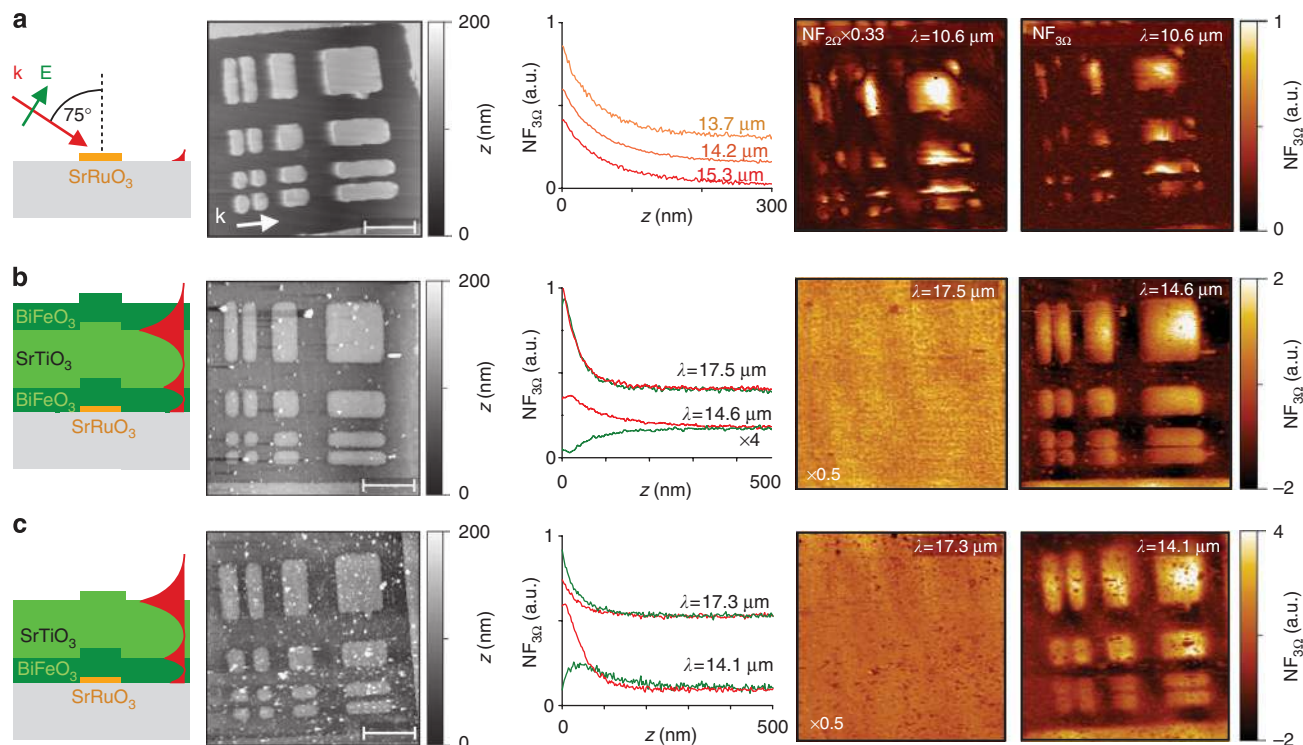 a
k E
75°
SrRuO3
k
200
z (nm)
0
1
NF3Ω (a.u.)
0
13.7 μm
14.2 μm
15.3 μm
0
300
z (nm)
NF2Ω×0.33 λ=10.6 μm
NF3Ω λ=10.6 μm
1
NF3Ω (a.u.)
0
b
BiFeO3
SrTiO3
BiFeO3
SrRuO3
200
z (nm)
0
1
NF3Ω (a.u.)
0
λ=17.5 μm
λ=14.6 μm
×4
0
500
z (nm)
λ=17.5 μm
×0.5
λ=14.6 μm
2
NF3Ω (a.u.)
−2
c
SrTiO3
BiFeO3
SrRuO3
200
z (nm)
0
1
NF3Ω (a.u.)
0
λ=17.3 μm
λ=14.1 μm
0
500
z (nm)
λ=17.3 μm
×0.5
λ=14.1 μm
4
NF3Ω (a.u.)
−2